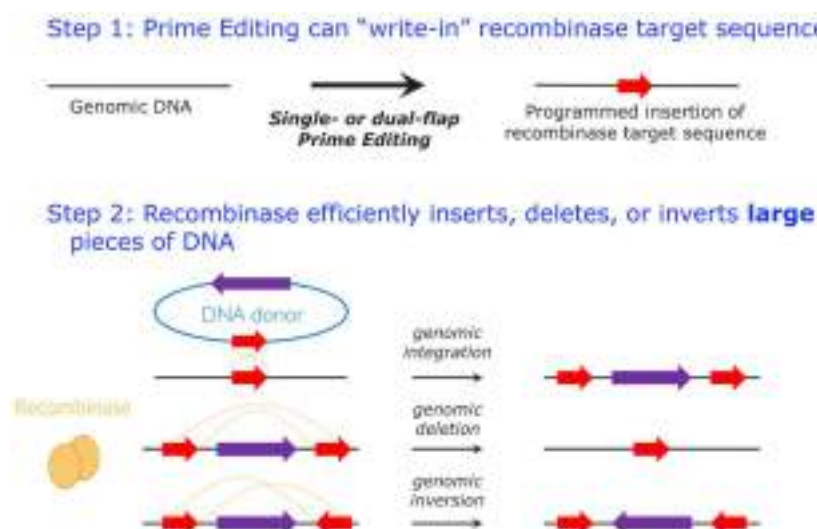 Step 1: Prime Editing can “write-in” recombinase target sequence
Genomic DNA
Single- or dual-flap
Prime Editing
Programmed insertion of
recombinase target sequence
Step 2: Recombinase efficiently inserts, deletes, or inverts large
pieces of DNA
DNA donor
genomic
integration
Recombinase
genomic
deletion
genomic
inversion